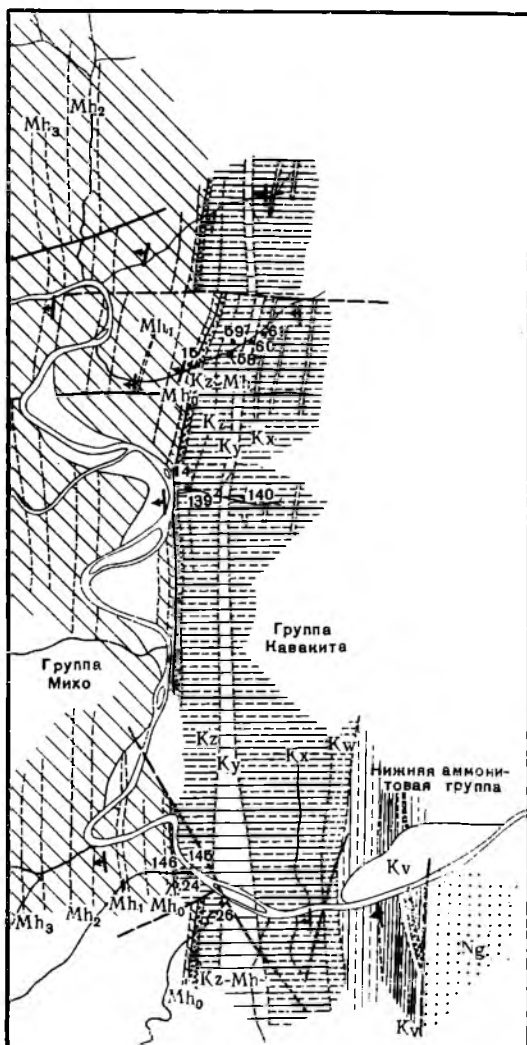 Mh₂
Mh₃
Mh₁
59
61
60
58
15
Kz-Mh
Mh₀
Kz
Kx
Ky
14
139
140
Группа
Кавакита
Группа
Михо
Kz
Kw
Kx
Ky
Нижняя аммони-
товая группа
146
145
24
26
Kv
Mh₃
Mh₂
Mh₁
Mh₀
Ng
Kz-Mh
Mh₀
Kv